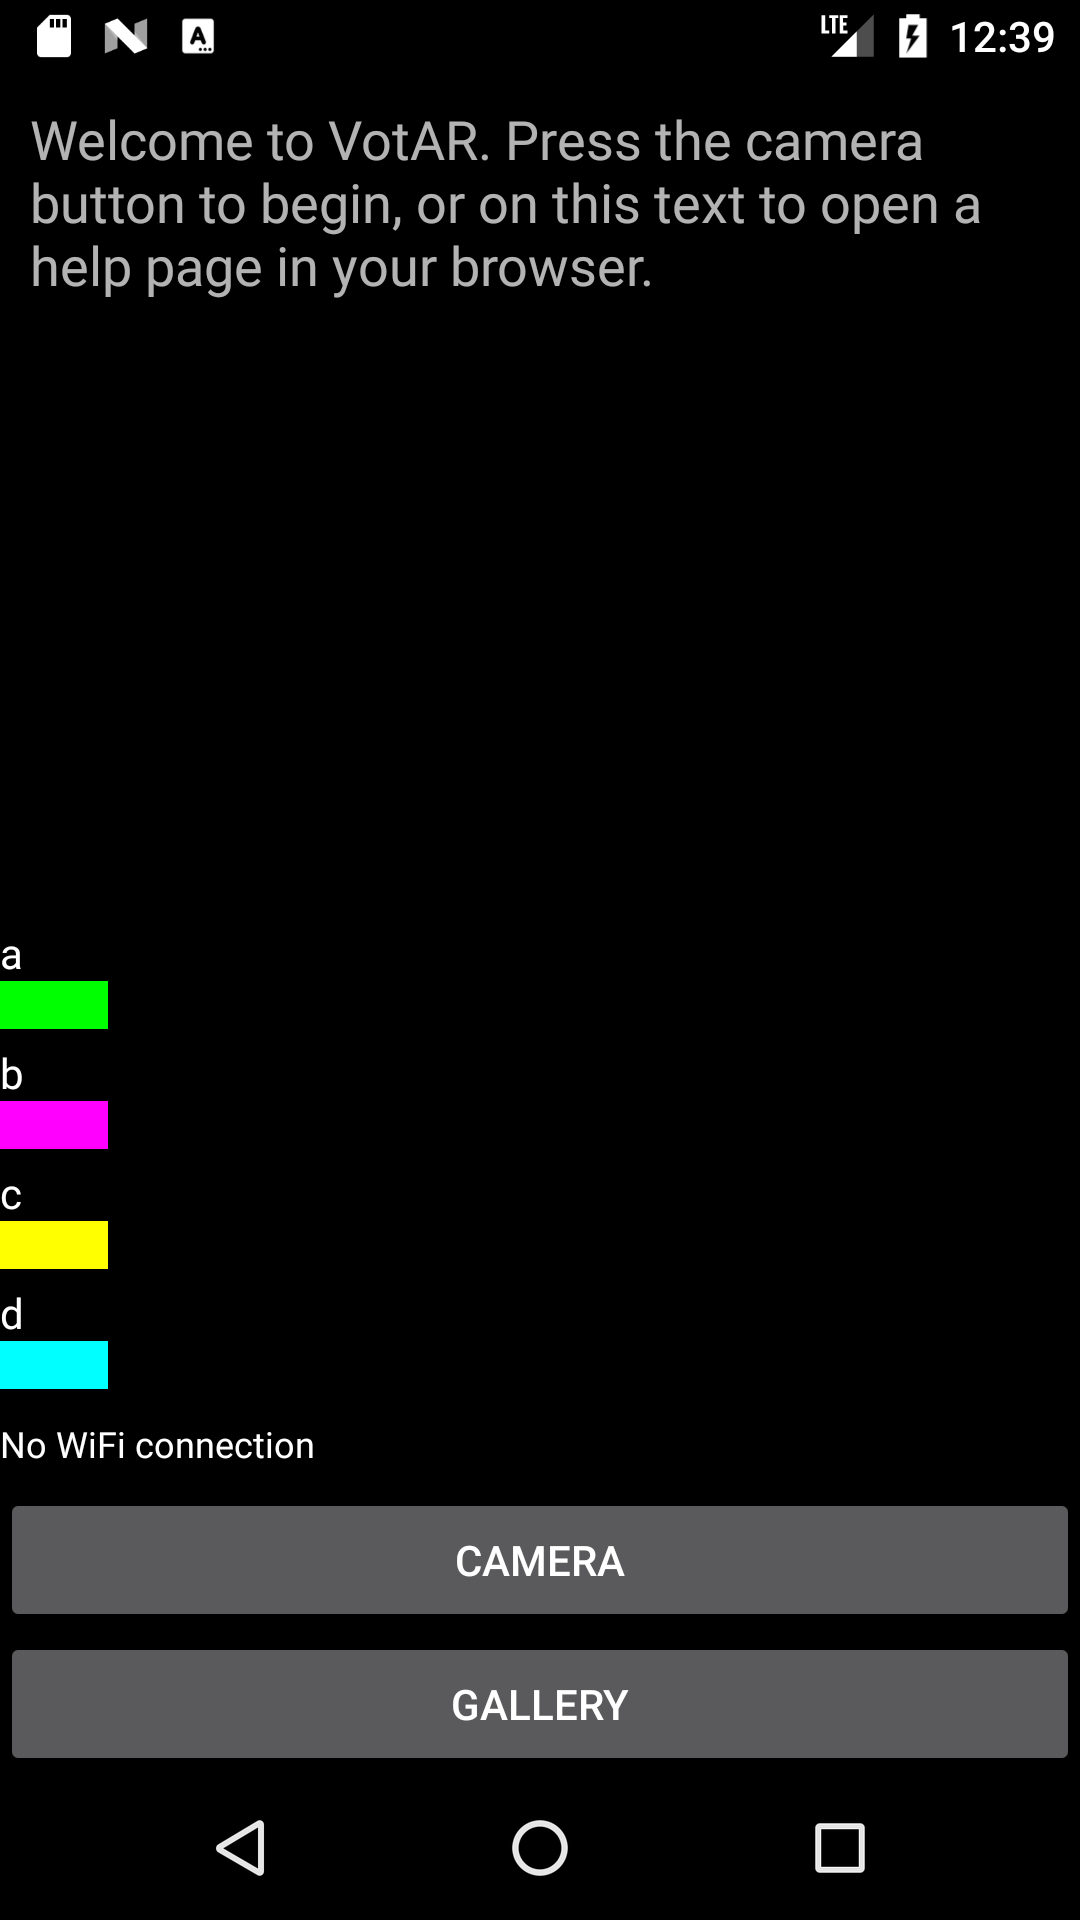 LTE 12:39
Welcome to VotAR. Press the camera
button to begin, or on this text to open a
help page in your browser.
a
b
c
d
No WiFi connection
CAMERA
GALLERY